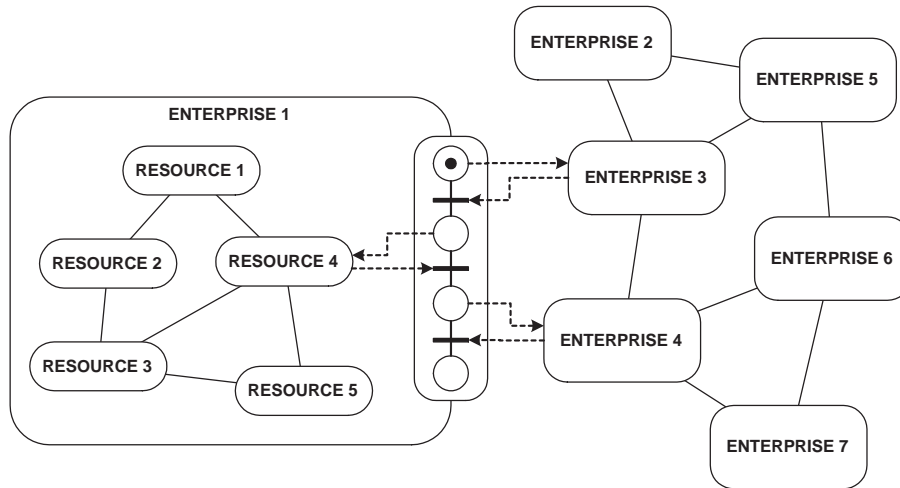 ENTERPRISE 1
RESOURCE 1
RESOURCE 2
RESOURCE 4
RESOURCE 3
RESOURCE 5
ENTERPRISE 2
ENTERPRISE 5
ENTERPRISE 3
ENTERPRISE 6
ENTERPRISE 4
ENTERPRISE 7